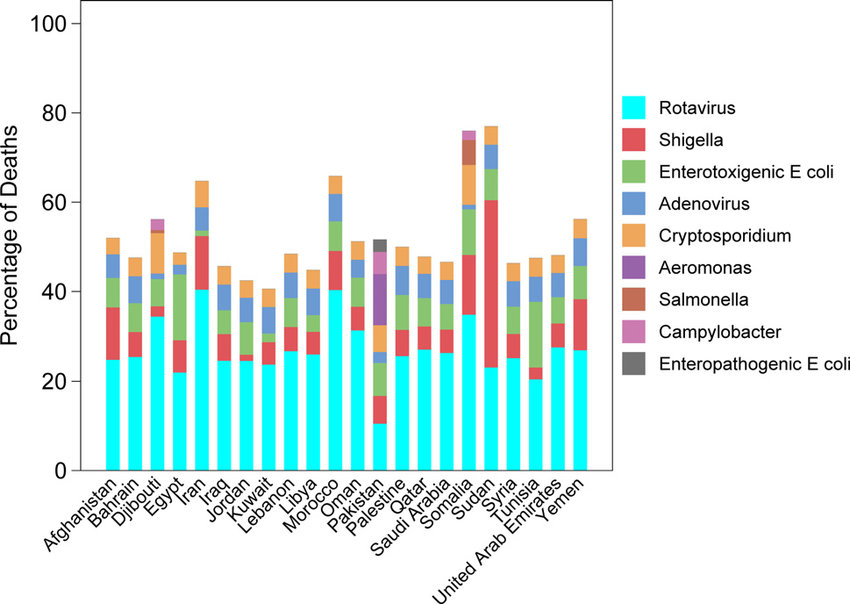 Percentage of Deaths
100
80
60
40
20
0
Afghanistan
Bahrain
Djibouti
Egypt
Iran
Iraq
Jordan
Kuwait
Lebanon
Libya
Morocco
Oman
Pakistan
Palestine
Qatar
Saudi Arabia
Somalia
Sudan
Syria
Tunisia
United Arab Emirates
Yemen
Rotavirus
Shigella
Enterotoxigenic E coli
Adenovirus
Cryptosporidium
Aeromonas
Salmonella
Campylobacter
Enteropathogenic E coli